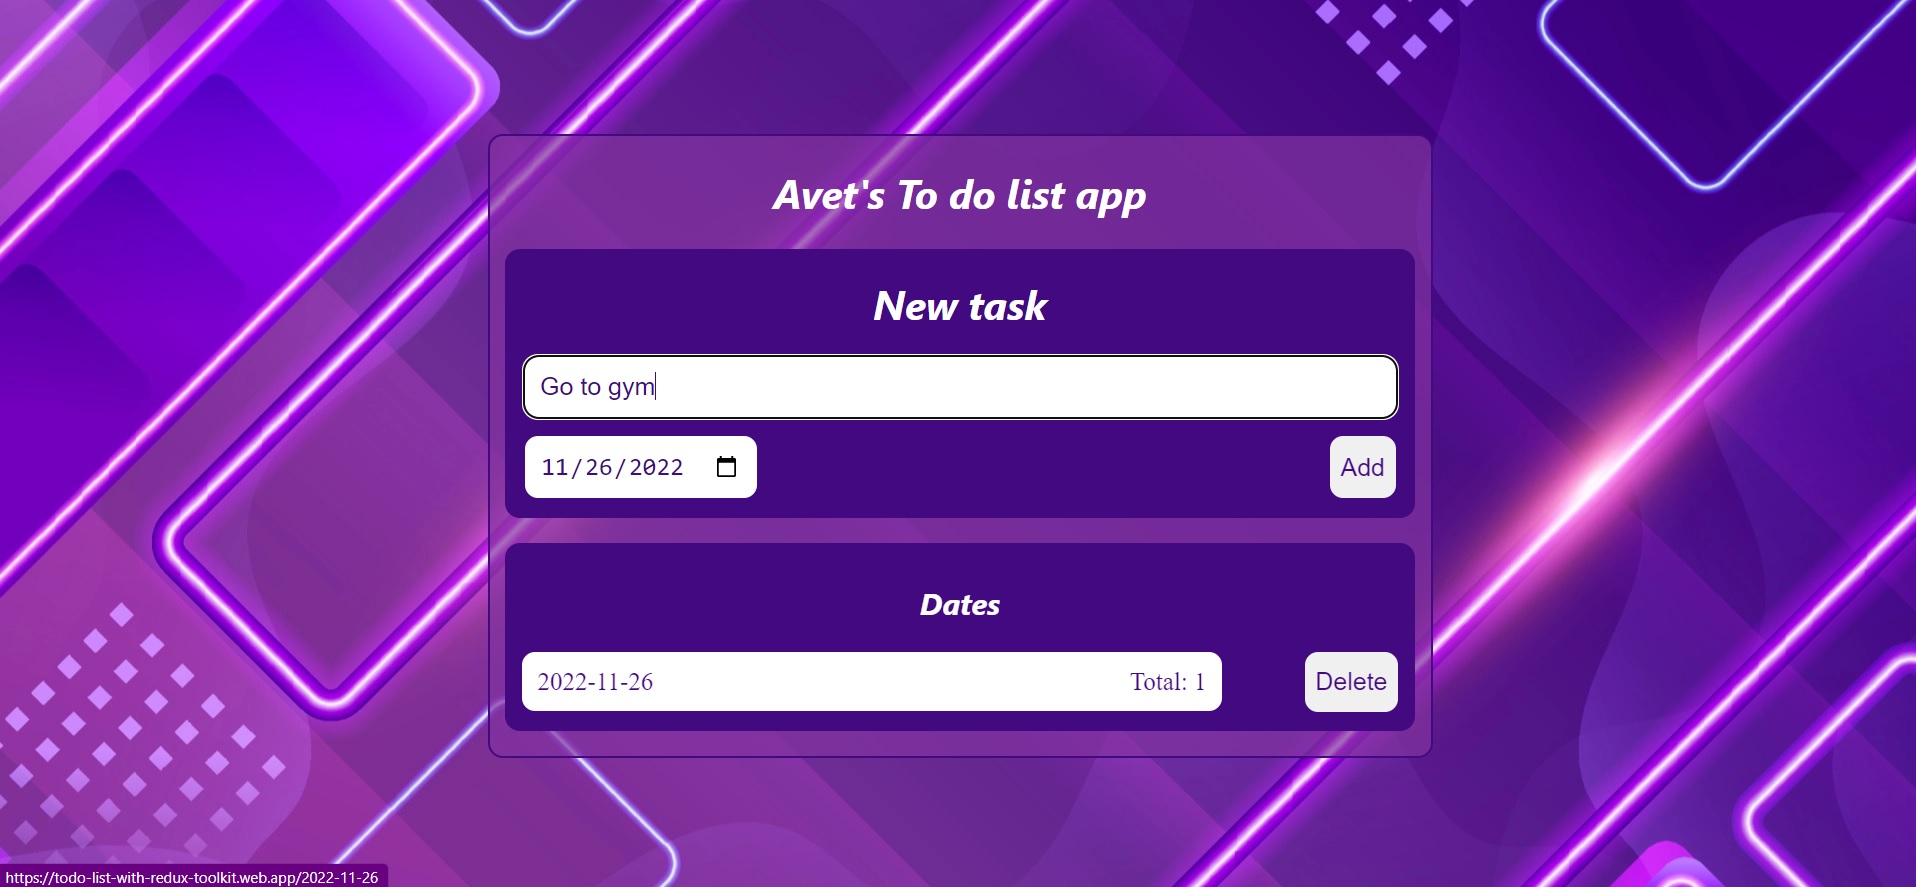 Avet's To do list app
New task
Go to gym
11/26/2022
Add
Dates
2022-11-26 Total: 1
Delete
https://todo-list-with-redux-toolkit.web.app/2022-11-26